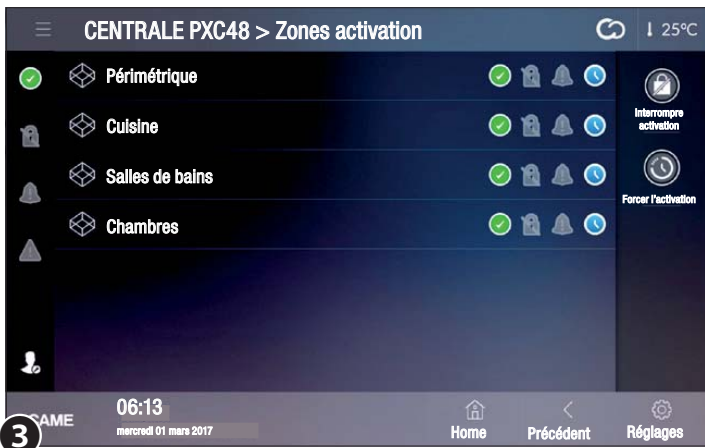 CENTRALE PXC48 > Zones activation
25°C
Périmétrique
Cuisine
Salles de bains
Chambres
Interrompre
activation
Forcer l'activation
06:13
mercredi 01 mars 2017
Home
Précédent
Réglages
3